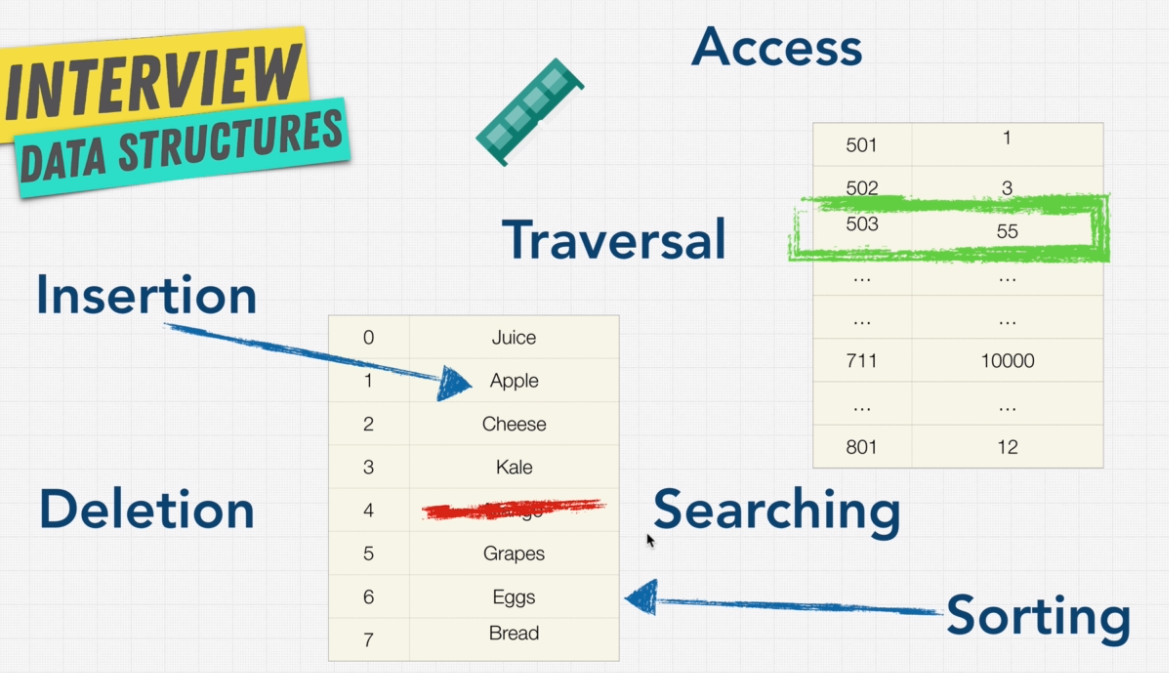 INTERVIEW
DATA STRUCTURES
Access
501 1
502 3
503 55
... ...
... ...
711 10000
... ...
801 12
Traversal
Insertion
0 Juice
1 Apple
2 Cheese
3 Kale
4
5 Grapes
6 Eggs
7 Bread
Deletion
Searching
Sorting